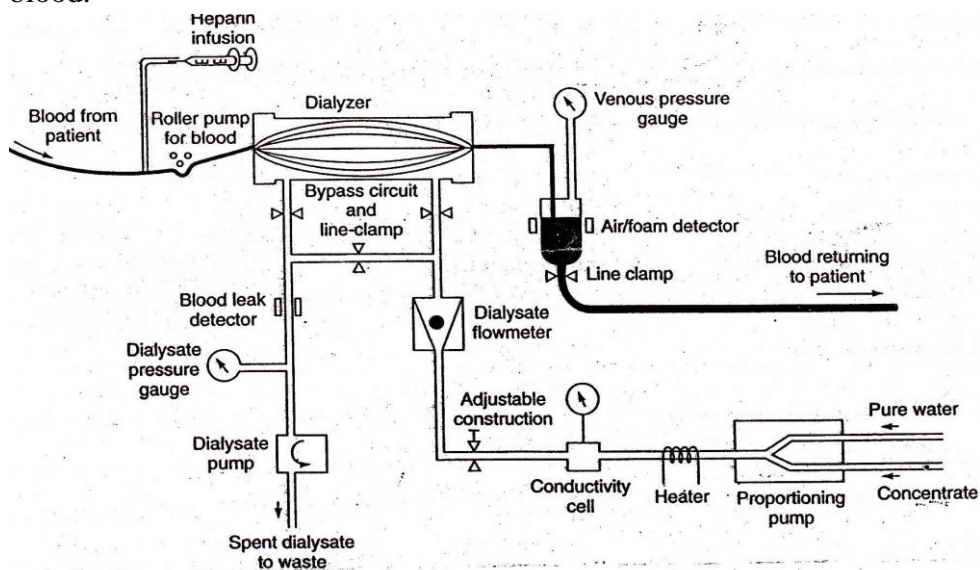 blood.
Heparin
infusion
Blood from
patient
Roller pump
for blood
Dialyzer
Venous pressure
gauge
Bypass circuit
and
line-clamp
Air/foam detector
Line clamp
Blood returning
to patient
Blood leak
detector
Dialysate
flowmeter
Dialysate
pressure
gauge
Adjustable
construction
Pure water
Dialysate
pump
Conductivity
cell
Heater
Proportioning
pump
Concentrate
Spent dialysate
to waste